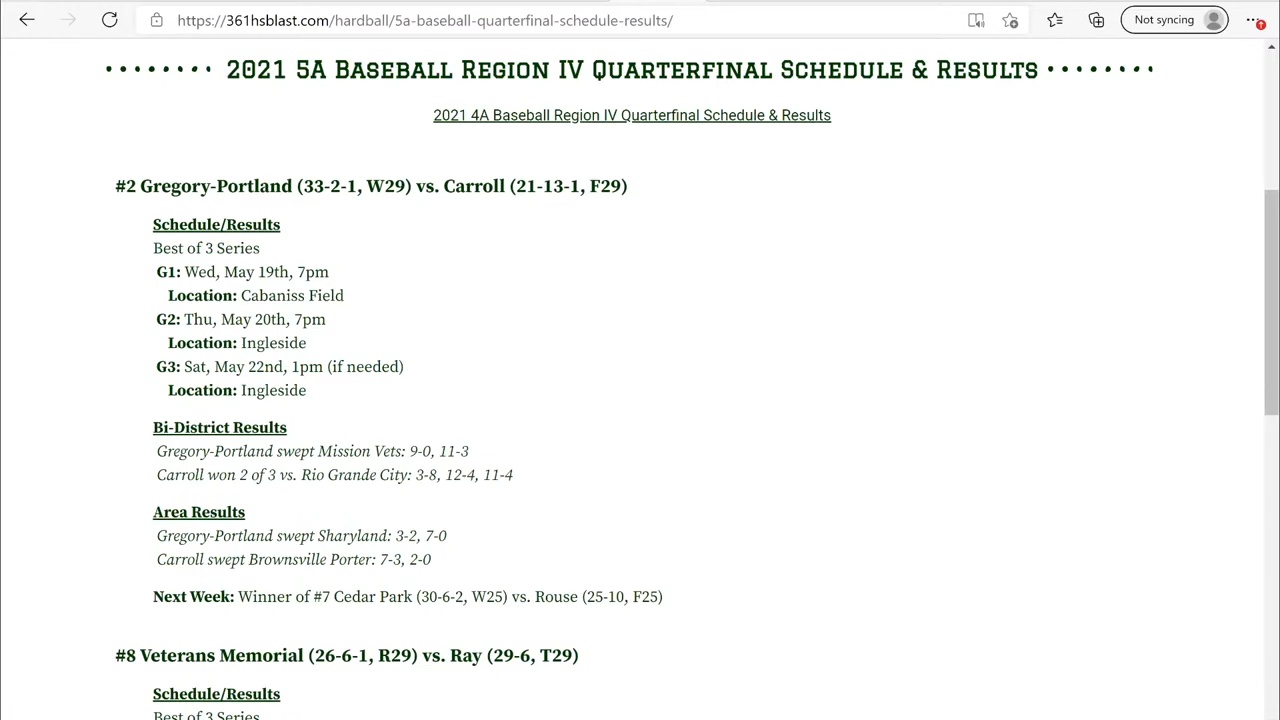 https://361hsblast.com/hardball/5a-baseball-quarterfinal-schedule-results/
Not syncing
2021 5A Baseball Region IV Quarterfinal Schedule & Results
2021 4A Baseball Region IV Quarterfinal Schedule & Results
#2 Gregory-Portland (33-2-1, W29) vs. Carroll (21-13-1, F29)
Schedule/Results
Best of 3 Series
G1: Wed, May 19th, 7pm
Location: Cabaniss Field
G2: Thu, May 20th, 7pm
Location: Ingleside
G3: Sat, May 22nd, 1pm (if needed)
Location: Ingleside
Bi-District Results
Gregory-Portland swept Mission Vets: 9-0, 11-3
Carroll won 2 of 3 vs. Rio Grande City: 3-8, 12-4, 11-4
Area Results
Gregory-Portland swept Sharyland: 3-2, 7-0
Carroll swept Brownsville Porter: 7-3, 2-0
Next Week: Winner of #7 Cedar Park (30-6-2, W25) vs. Rouse (25-10, F25)
#8 Veterans Memorial (26-6-1, R29) vs. Ray (29-6, T29)
Schedule/Results
Best of 3 Series